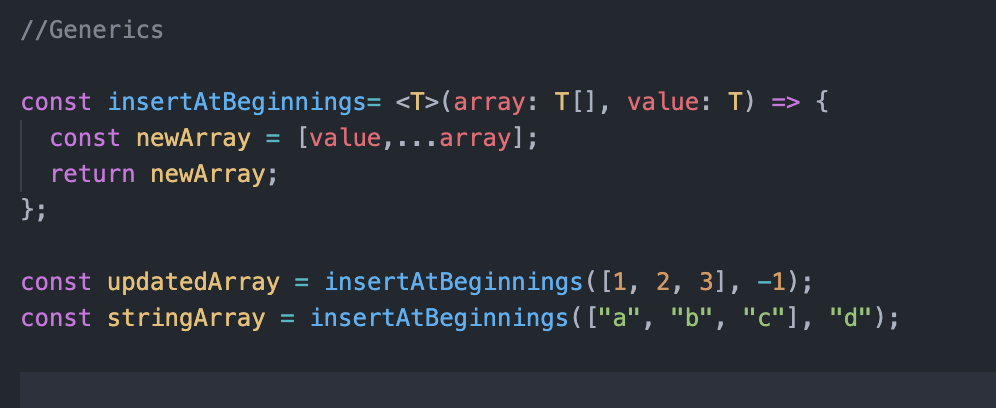 //Generics
const insertAtBeginnings= <T>(array: T[], value: T) => {
const newArray = [value,...array];
return newArray;
};
const updatedArray = insertAtBeginnings([1, 2, 3], -1);
const stringArray = insertAtBeginnings(["a", "b", "c"], "d");